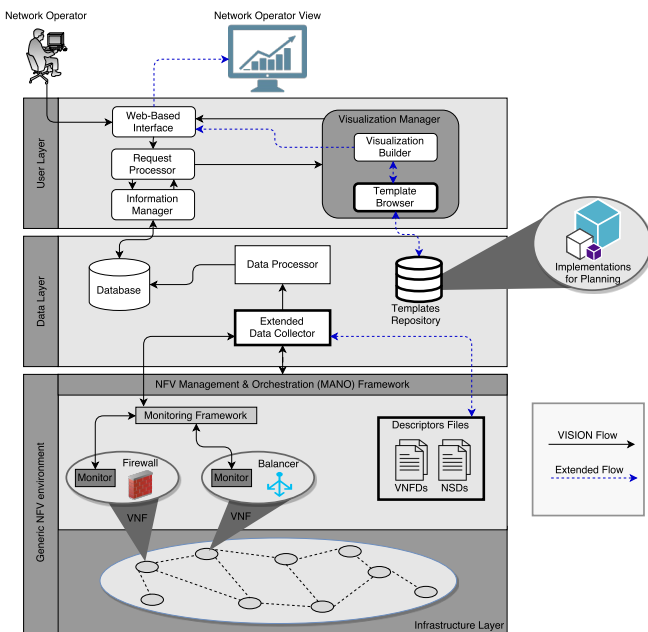 Network Operator
Network Operator View
User Layer
Web-Based
Interface
Request
Processor
Information
Manager
Visualization Manager
Visualization
Builder
Template
Browser
Data Layer
Database
Data Processor
Extended
Data Collector
Templates
Repository
Implementations
for Planning
Generic NFV environment
NFV Management & Orchestration (MANO) Framework
Monitoring Framework
Monitor
Firewall
VNF
Monitor
Balancer
VNF
Descriptors Files
VNFDs
NSDs
Infrastructure Layer
VISION Flow
Extended Flow